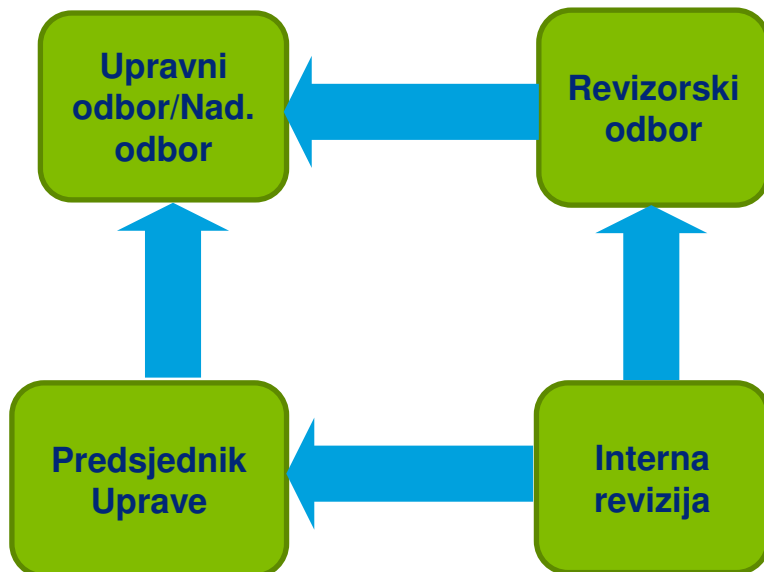 Upravni
odbor/Nad.
odbor
Revizorski
odbor
Predsjednik
Uprave
Interna
revizija